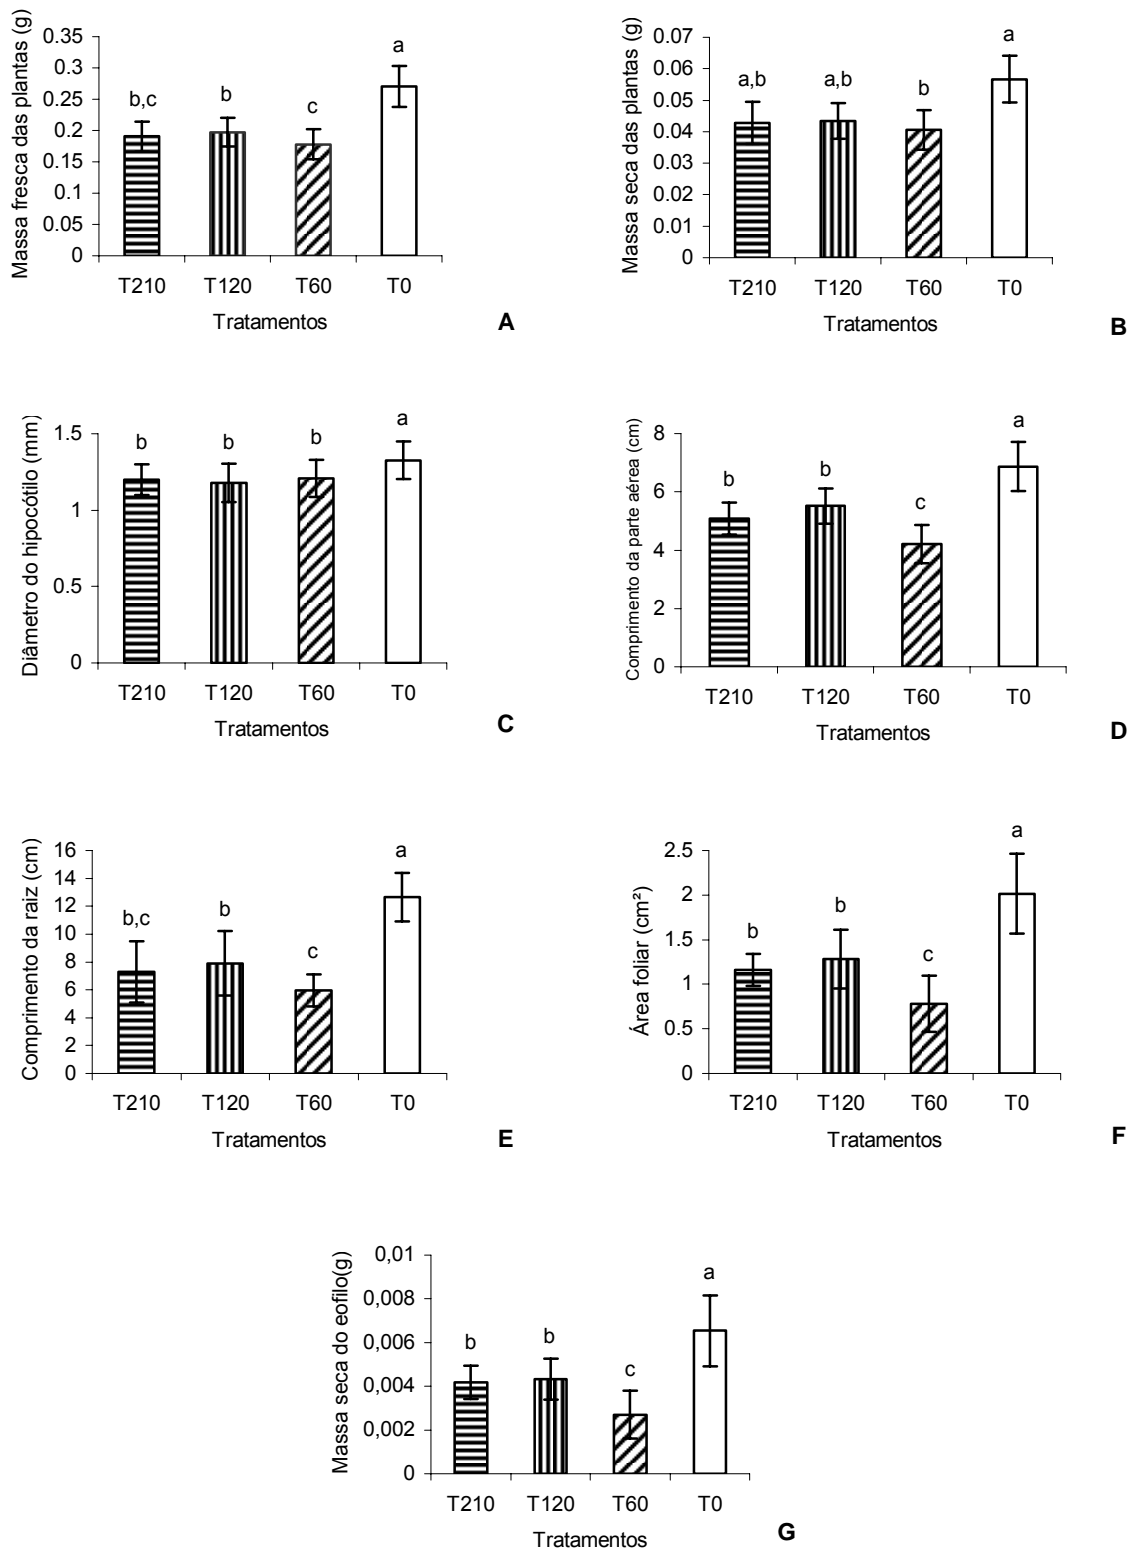 Massa fresca das plantas (g)
0.35
0.3
0.25
0.2
0.15
0.1
0.05
0
b,c
b
c
a
T210 T120 T60 T0
Tratamentos
A
Massa seca das plantas (g)
0.07
0.06
0.05
0.04
0.03
0.02
0.01
0
a,b
a,b
b
a
T210 T120 T60 T0
Tratamentos
B
Diâmetro do hipocótilo (mm)
1.5
1
0.5
0
b
b
b
a
T210 T120 T60 T0
Tratamentos
C
Comprimento da parte aérea (cm)
8
6
4
2
0
b
b
c
a
T210 T120 T60 T0
Tratamentos
D
Comprimento da raiz (cm)
16
14
12
10
8
6
4
2
0
b,c
b
c
a
T210 T120 T60 T0
Tratamentos
E
Área foliar (cm²)
2.5
2
1.5
1
0.5
0
b
b
c
a
T210 T120 T60 T0
Tratamentos
F
Massa seca do eofilo(g)
0,01
0,008
0,006
0,004
0,002
0
b
b
c
a
T210 T120 T60 T0
Tratamentos
G